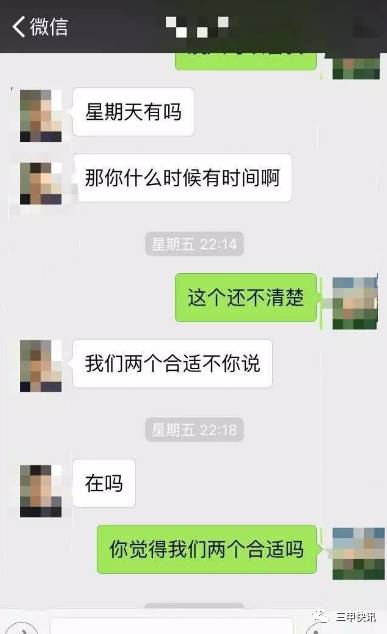 微信
星期天有吗
那你什么时候有时间啊
星期五 22:14
这个还不清楚
我们两个合适不你说
星期五 22:18
在吗
你觉得我们两个合适吗
三甲快讯